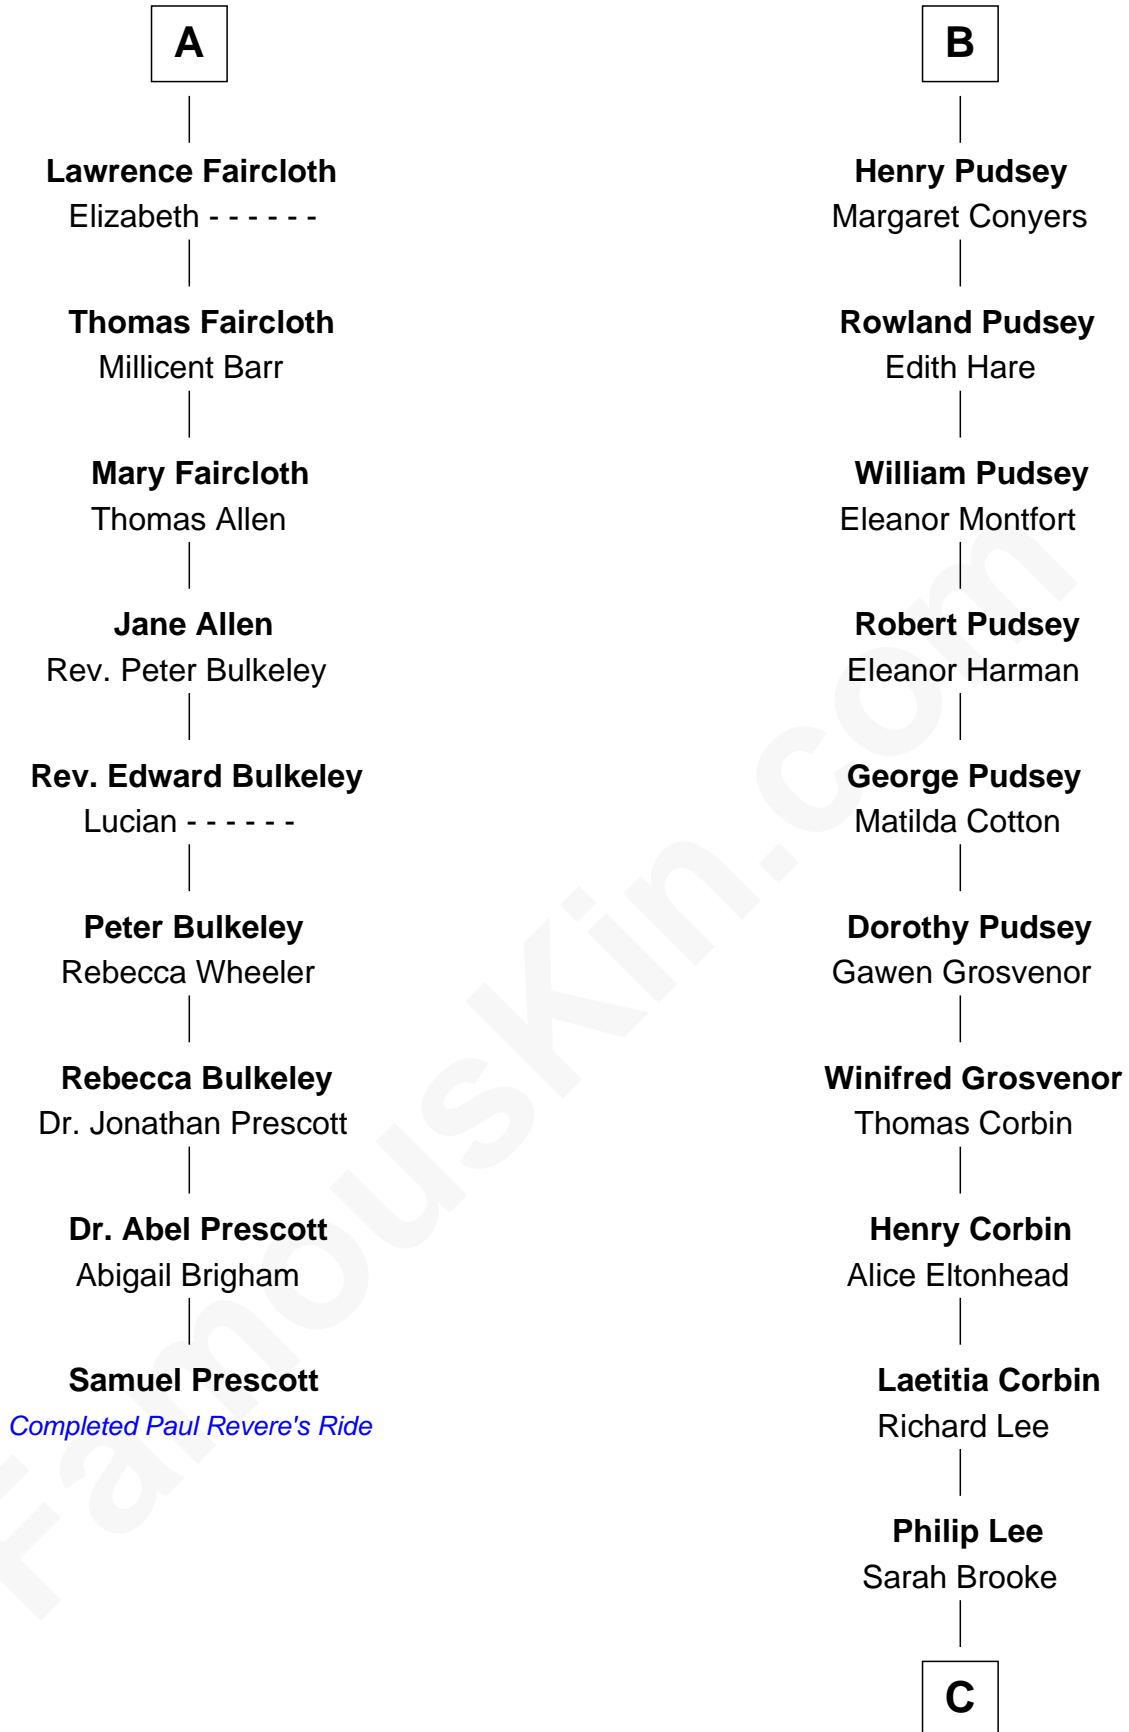 A
Lawrence Faircloth
Elizabeth - - - - - -
Thomas Faircloth
Millicent Barr
Mary Faircloth
Thomas Allen
Jane Allen
Rev. Peter Bulkeley
Rev. Edward Bulkeley
Lucian - - - - - -
Peter Bulkeley
Rebecca Wheeler
Rebecca Bulkeley
Dr. Jonathan Prescott
Dr. Abel Prescott
Abigail Brigham
Samuel Prescott
Completed Paul Revere's Ride
B
Henry Pudsey
Margaret Conyers
Rowland Pudsey
Edith Hare
William Pudsey
Eleanor Montfort
Robert Pudsey
Eleanor Harman
George Pudsey
Matilda Cotton
Dorothy Pudsey
Gawen Grosvenor
Winifred Grosvenor
Thomas Corbin
Henry Corbin
Alice Eltonhead
Laetitia Corbin
Richard Lee
Philip Lee
Sarah Brooke
C
FamousKin.com